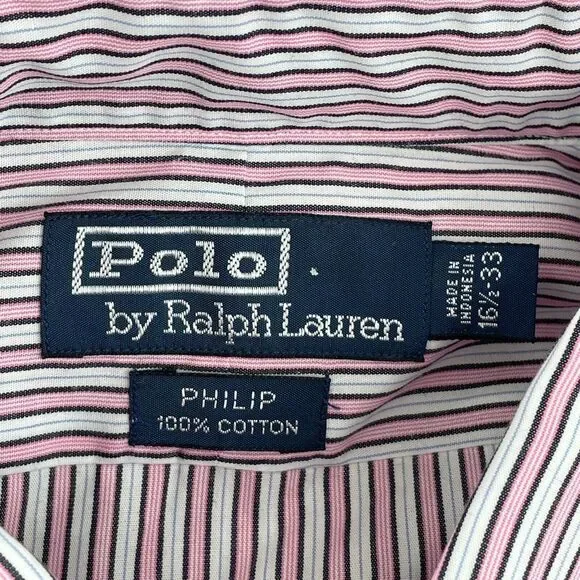 Polo
by Ralph Lauren
MADE IN
INDONESIA
16½-33
PHILIP
100% COTTON